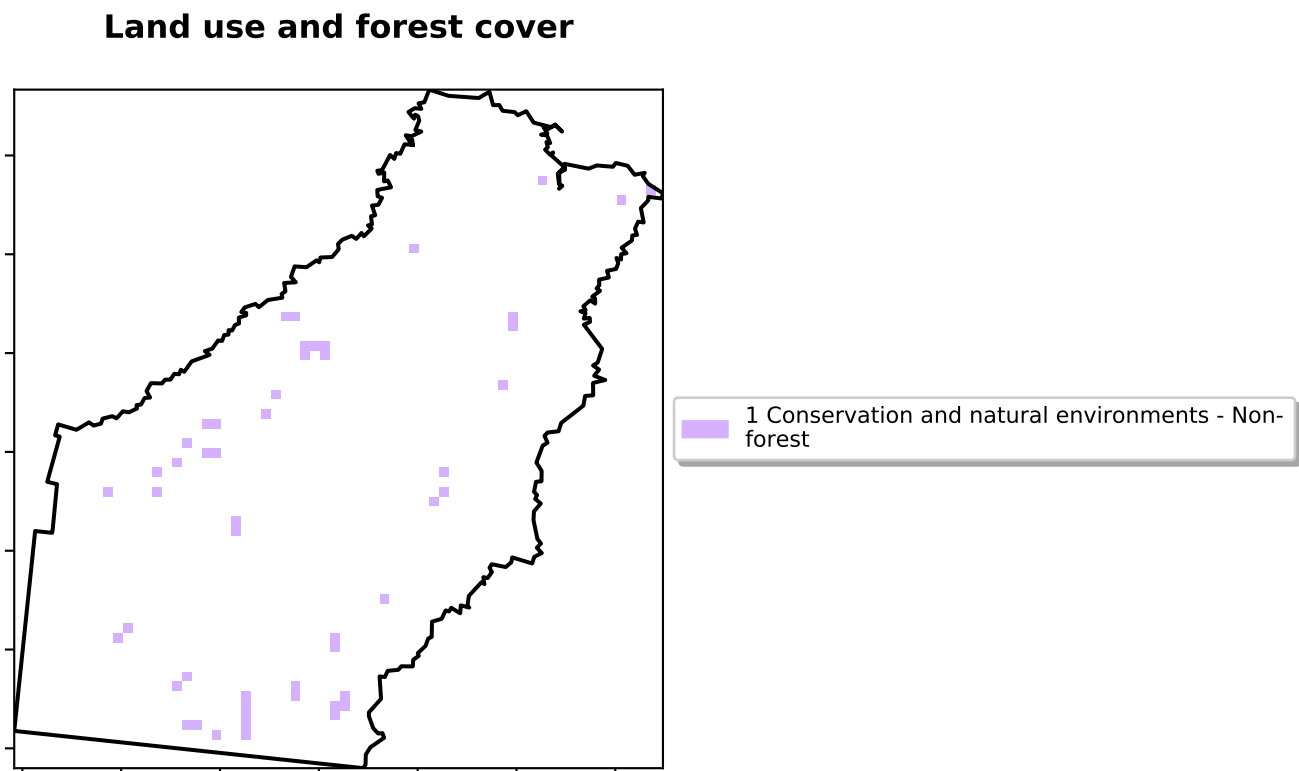 Land use and forest cover
1 Conservation and natural environments - Non-
forest